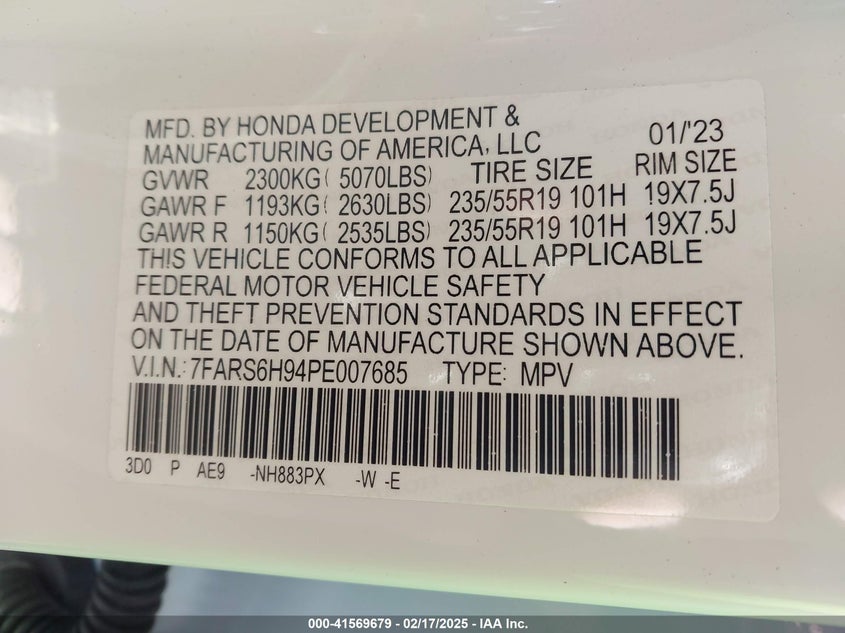 MFD. BY HONDA DEVELOPMENT &
MANUFACTURING OF AMERICA, LLC 01/'23
GVWR 2300KG( 5070LBS) TIRE SIZE RIM SIZE
GAWR F 1193KG( 2630LBS) 235/55R19 101H 19X7.5J
GAWR R 1150KG( 2535LBS) 235/55R19 101H 19X7.5J
THIS VEHICLE CONFORMS TO ALL APPLICABLE
FEDERAL MOTOR VEHICLE SAFETY
AND THEFT PREVENTION STANDARDS IN EFFECT
ON THE DATE OF MANUFACTURE SHOWN ABOVE.
V.I.N.: 7FARS6H94PE007685 TYPE: MPV
3D0 P AE9 -NH883PX -W -E
000-41569679 | 02/17/2025 - IAA Inc.